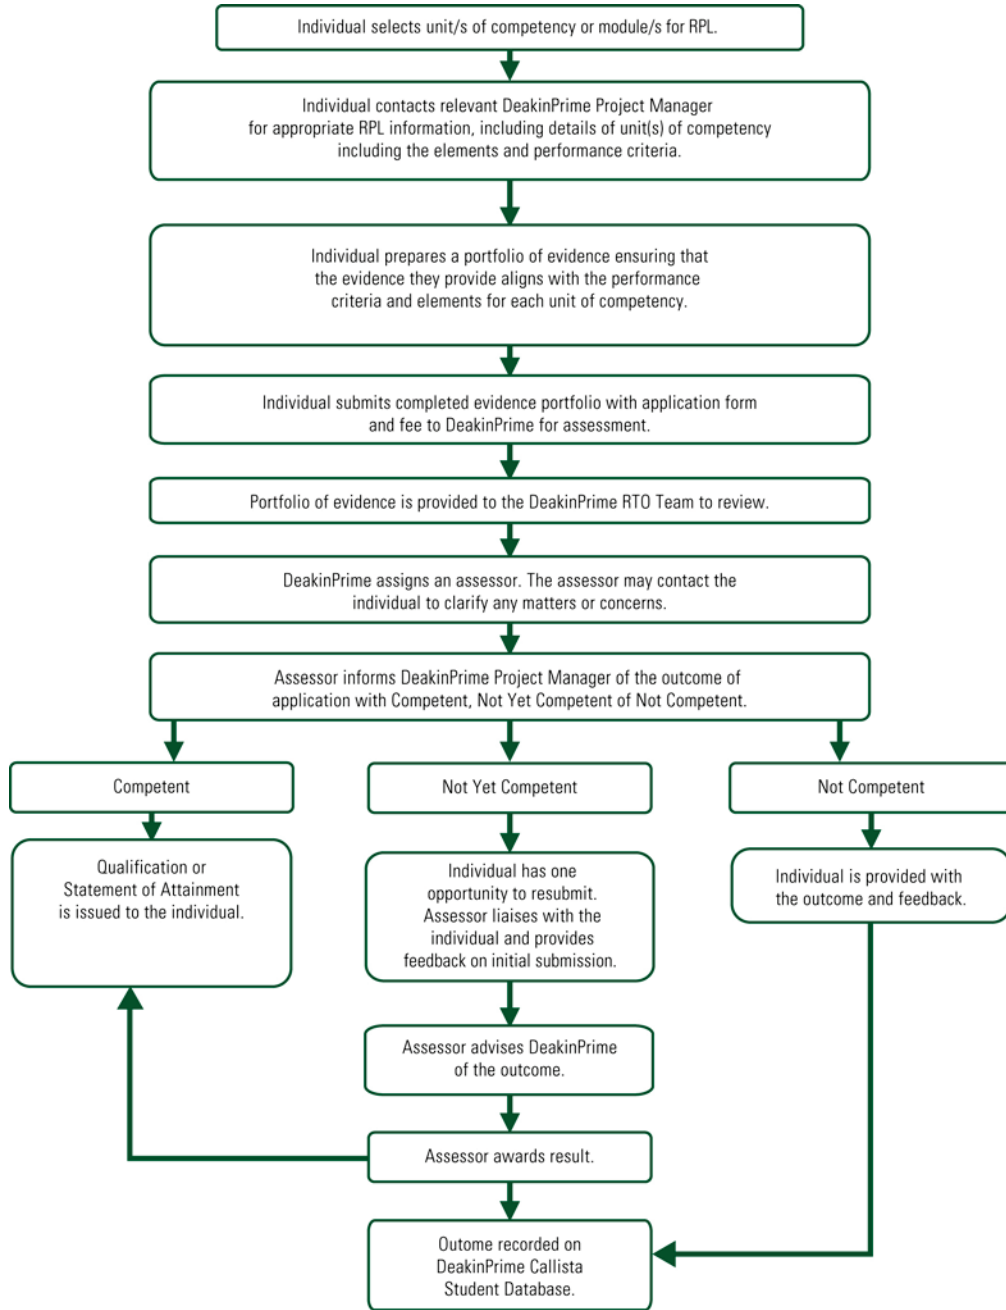 Individual selects unit/s of competency or module/s for RPL.
Individual contacts relevant DeakinPrime Project Manager
for appropriate RPL information, including details of unit(s) of competency
including the elements and performance criteria.
Individual prepares a portfolio of evidence ensuring that
the evidence they provide aligns with the performance
criteria and elements for each unit of competency.
Individual submits completed evidence portfolio with application form
and fee to DeakinPrime for assessment.
Portfolio of evidence is provided to the DeakinPrime RTO Team to review.
DeakinPrime assigns an assessor. The assessor may contact the
individual to clarify any matters or concerns.
Assessor informs DeakinPrime Project Manager of the outcome of
application with Competent, Not Yet Competent of Not Competent.
Competent
Qualification or
Statement of Attainment
is issued to the individual.
Not Yet Competent
Individual has one
opportunity to resubmit.
Assessor liaises with the
individual and provides
feedback on initial submission.
Assessor advises DeakinPrime
of the outcome.
Assessor awards result.
Not Competent
Individual is provided with
the outcome and feedback.
Outome recorded on
DeakinPrime Callista
Student Database.